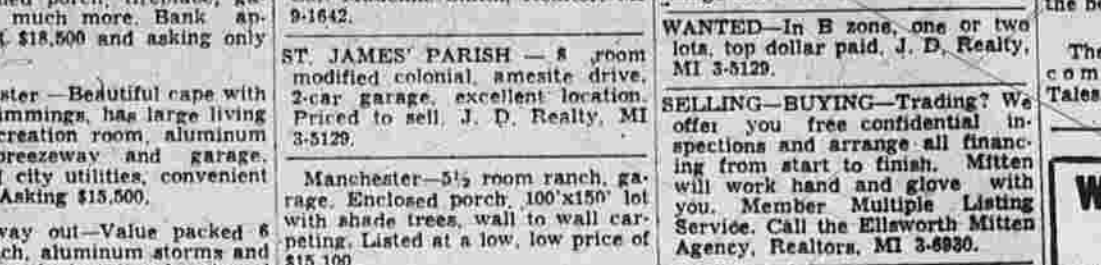 much more. Bank ap-
$18,500 and asking only
ster —Beautiful cape with
immings, has large living
creation room, aluminum
breezeway and garage.
city utilities, convenient
Asking $15,500.
way out—Value packed 6
ch, aluminum storms and
9-1642.
ST. JAMES' PARISH — 8 room
modified colonial, amesite drive,
2-car garage, excellent location.
Priced to sell. J. D. Realty, MI
3-5129.
Manchester—5½ room ranch, ga-
rage. Enclosed porch, 100'x150' lot
with shade trees, wall to wall car-
peting. Listed at a low, low price of
$15,100
WANTED—In B zone, one or two
lots, top dollar paid, J. D. Realty,
MI 3-5129.
SELLING—BUYING—Trading? We
offer you free confidential in-
spections and arrange all financ-
ing from start to finish. Mitten
will work hand and glove with
you. Member Multiple Listing
Service. Call the Ellsworth Mitten
Agency, Realtors, MI 3-6930.
the
The
com
Tales
W